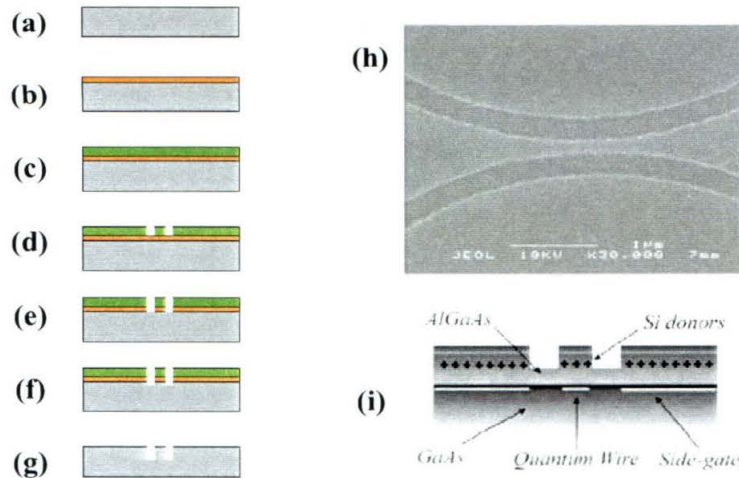 (a)
(b)
(c)
(d)
(e)
(f)
(g)
(h)
1µm
JEOL 10KV X30,000 7mm
AlGaAs Si donors
(i)
GaAs Quantum Wire Side-gate